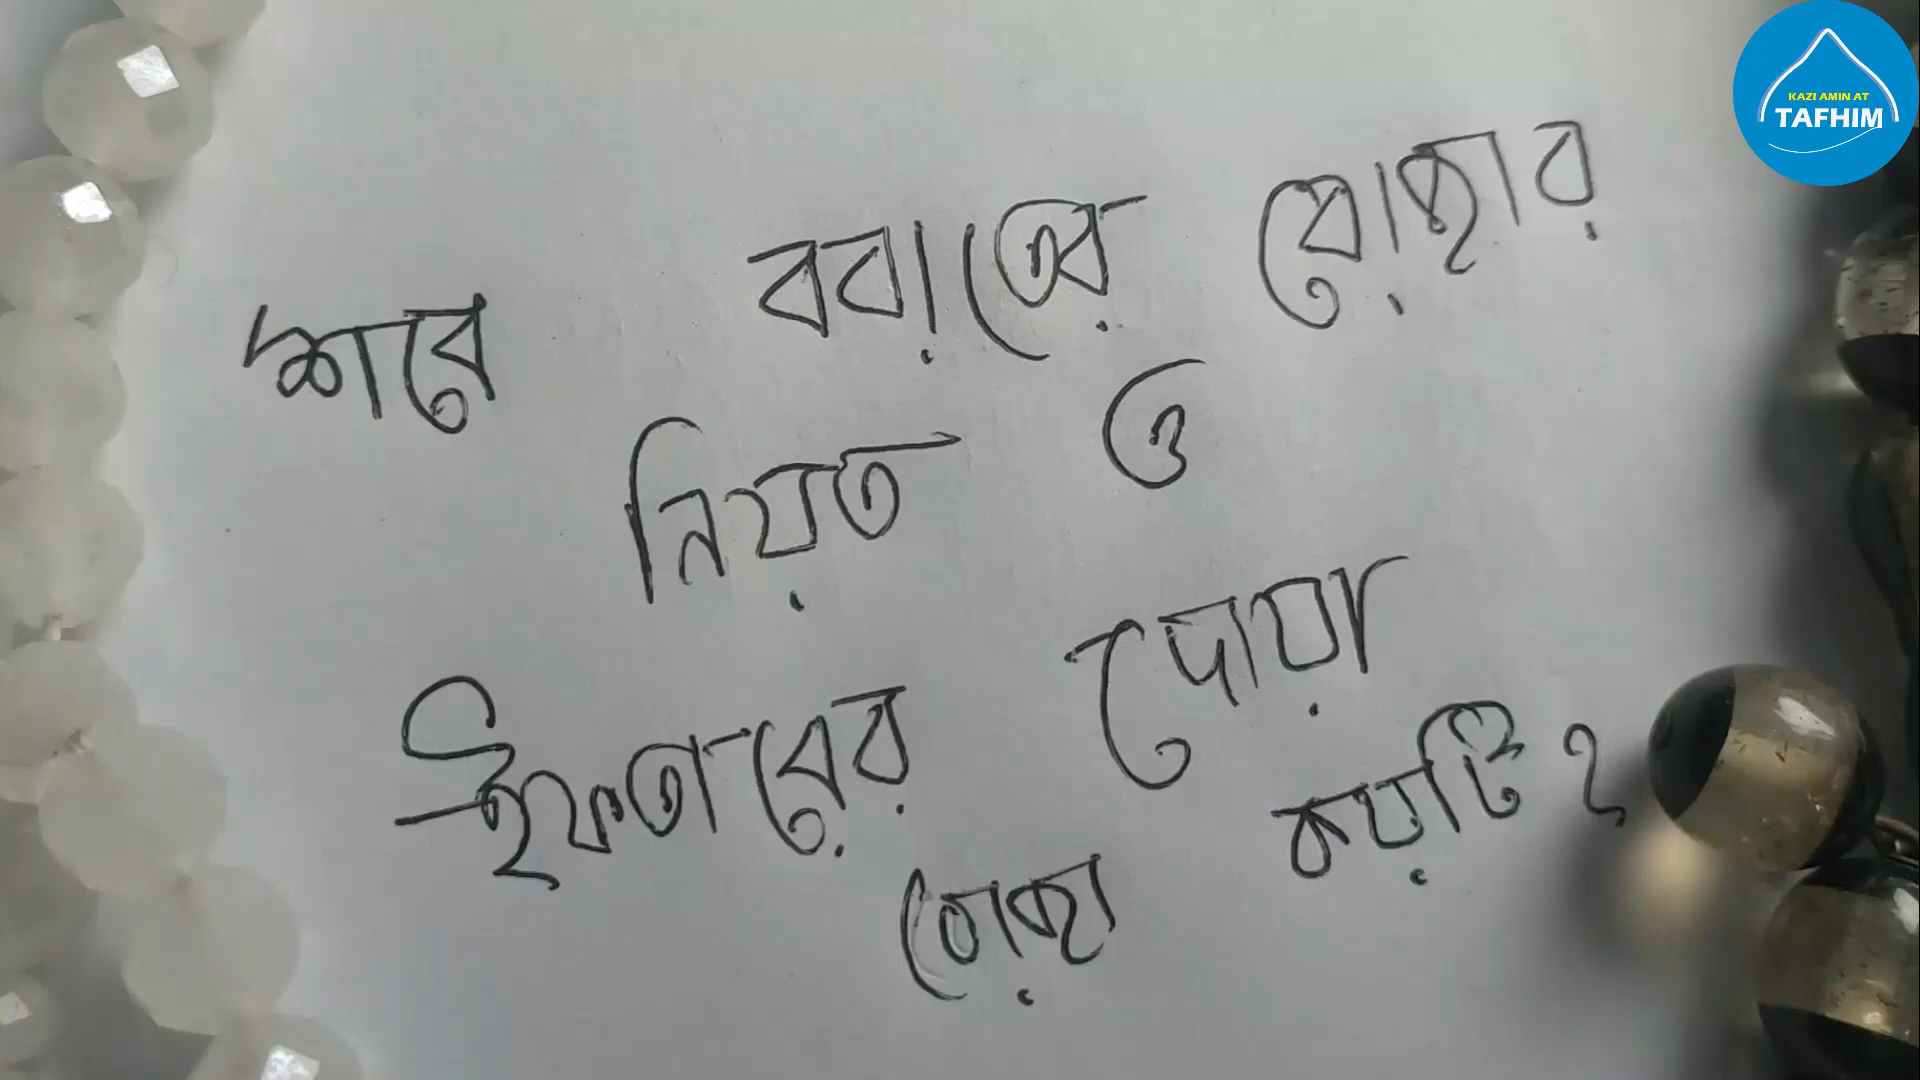 KAZI AMIN AT
TAFHIM
শবে বরাতের রোজার
নিয়ত ও
ইফতারের দোয়া
রোজা কয়টি?